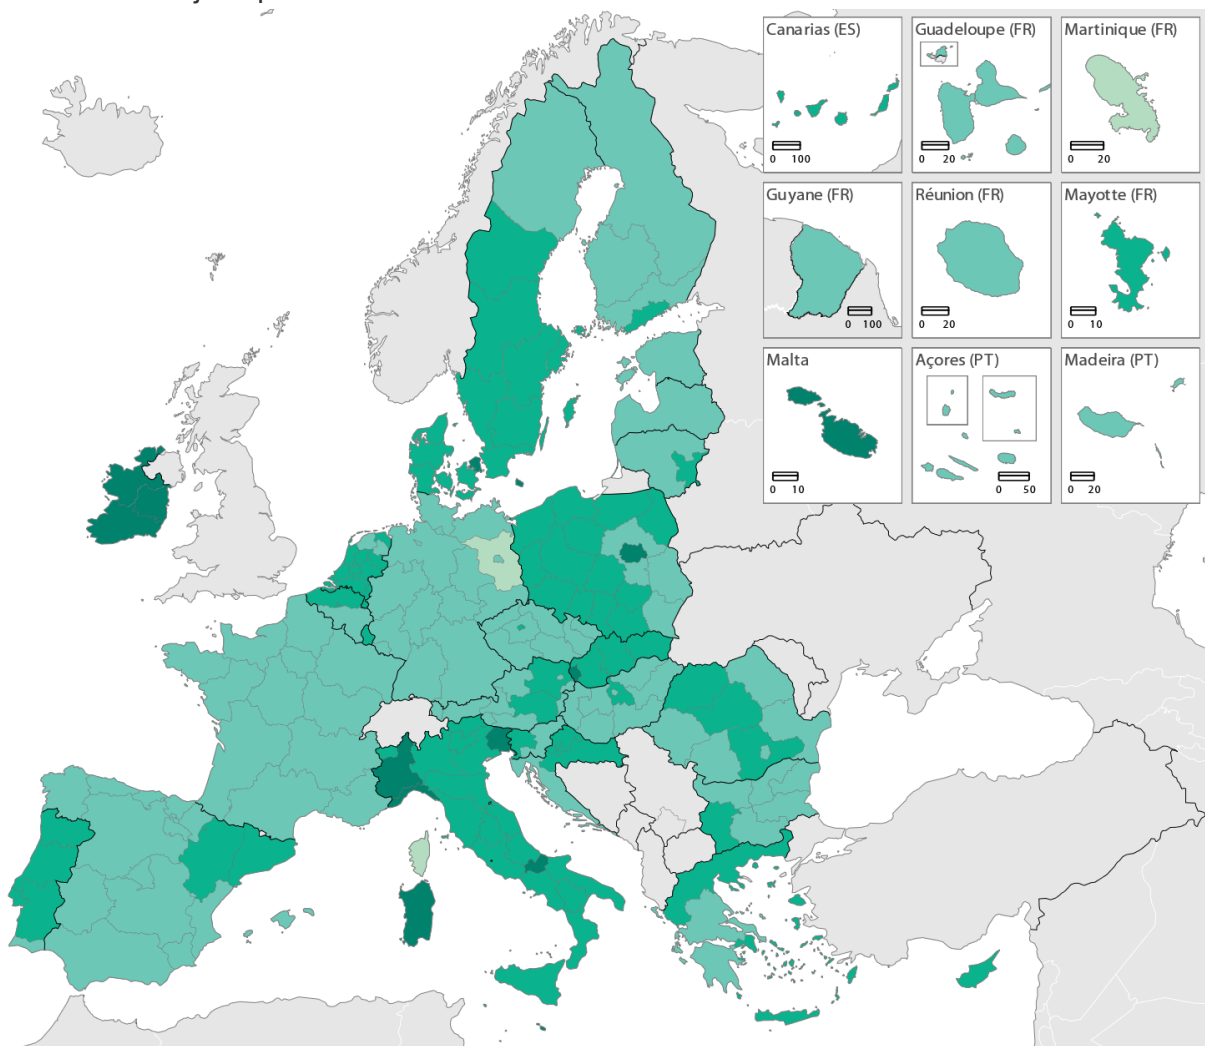 Canarias (ES)
0 100
Guadeloupe (FR)
0 20
Martinique (FR)
0 20
Guyane (FR)
0 100
Réunion (FR)
0 20
Mayotte (FR)
0 10
Malta
0 10
Açores (PT)
0 50
Madeira (PT)
0 20